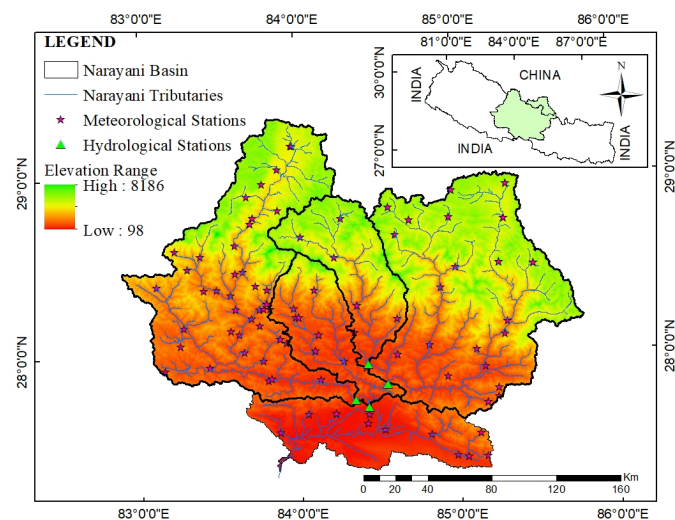 83°0'0"E 84°0'0"E 85°0'0"E 86°0'0"E
LEGEND
Narayani Basin
Narayani Tributaries
Meteorological Stations
Hydrological Stations
Elevation Range
High : 8186
Low : 98
81°0'0"E 84°0'0"E 87°0'0"E
30°0'0"N
27°0'0"N
INDIA
CHINA
INDIA
INDIA
N
29°0'0"N
28°0'0"N
29°0'0"N
28°0'0"N
Km
0 20 40 80 120 160
83°0'0"E 84°0'0"E 85°0'0"E 86°0'0"E